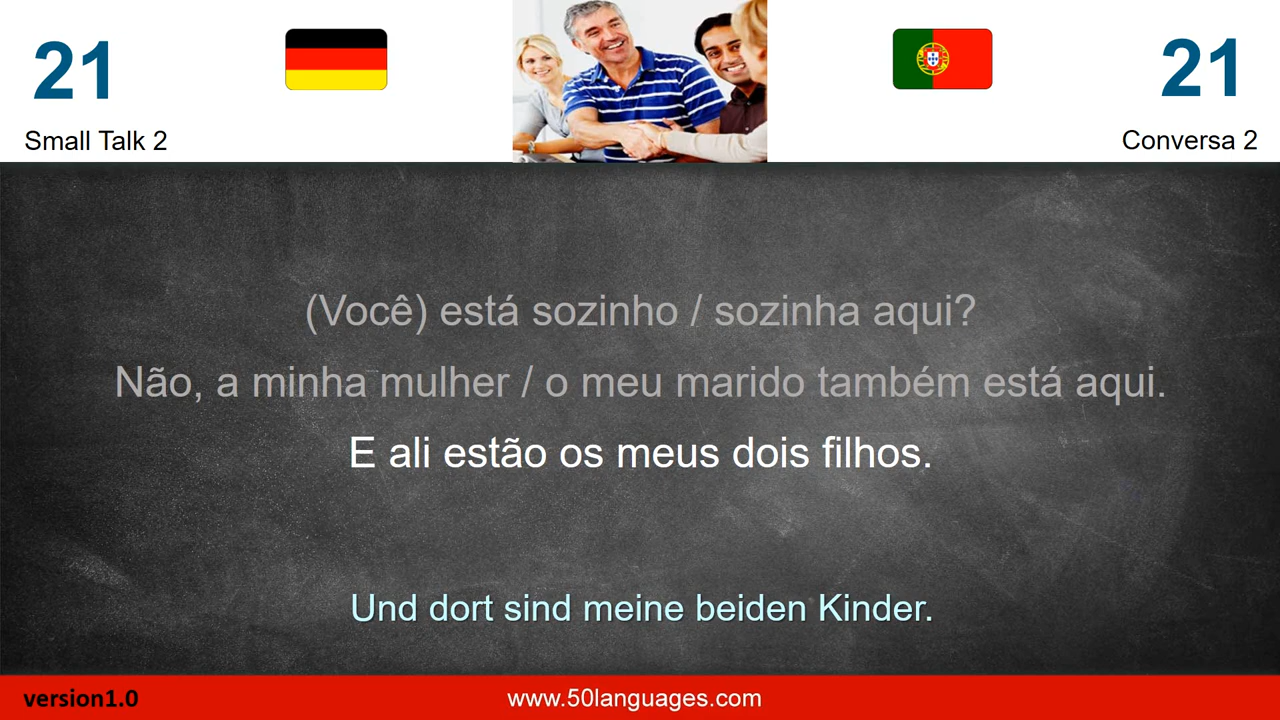 21
21
Small Talk 2
Conversa 2
(Você) está sozinho / sozinha aqui?
Não, a minha mulher / o meu marido também está aqui.
E ali estão os meus dois filhos.
Und dort sind meine beiden Kinder.
version1.0
www.50languages.com